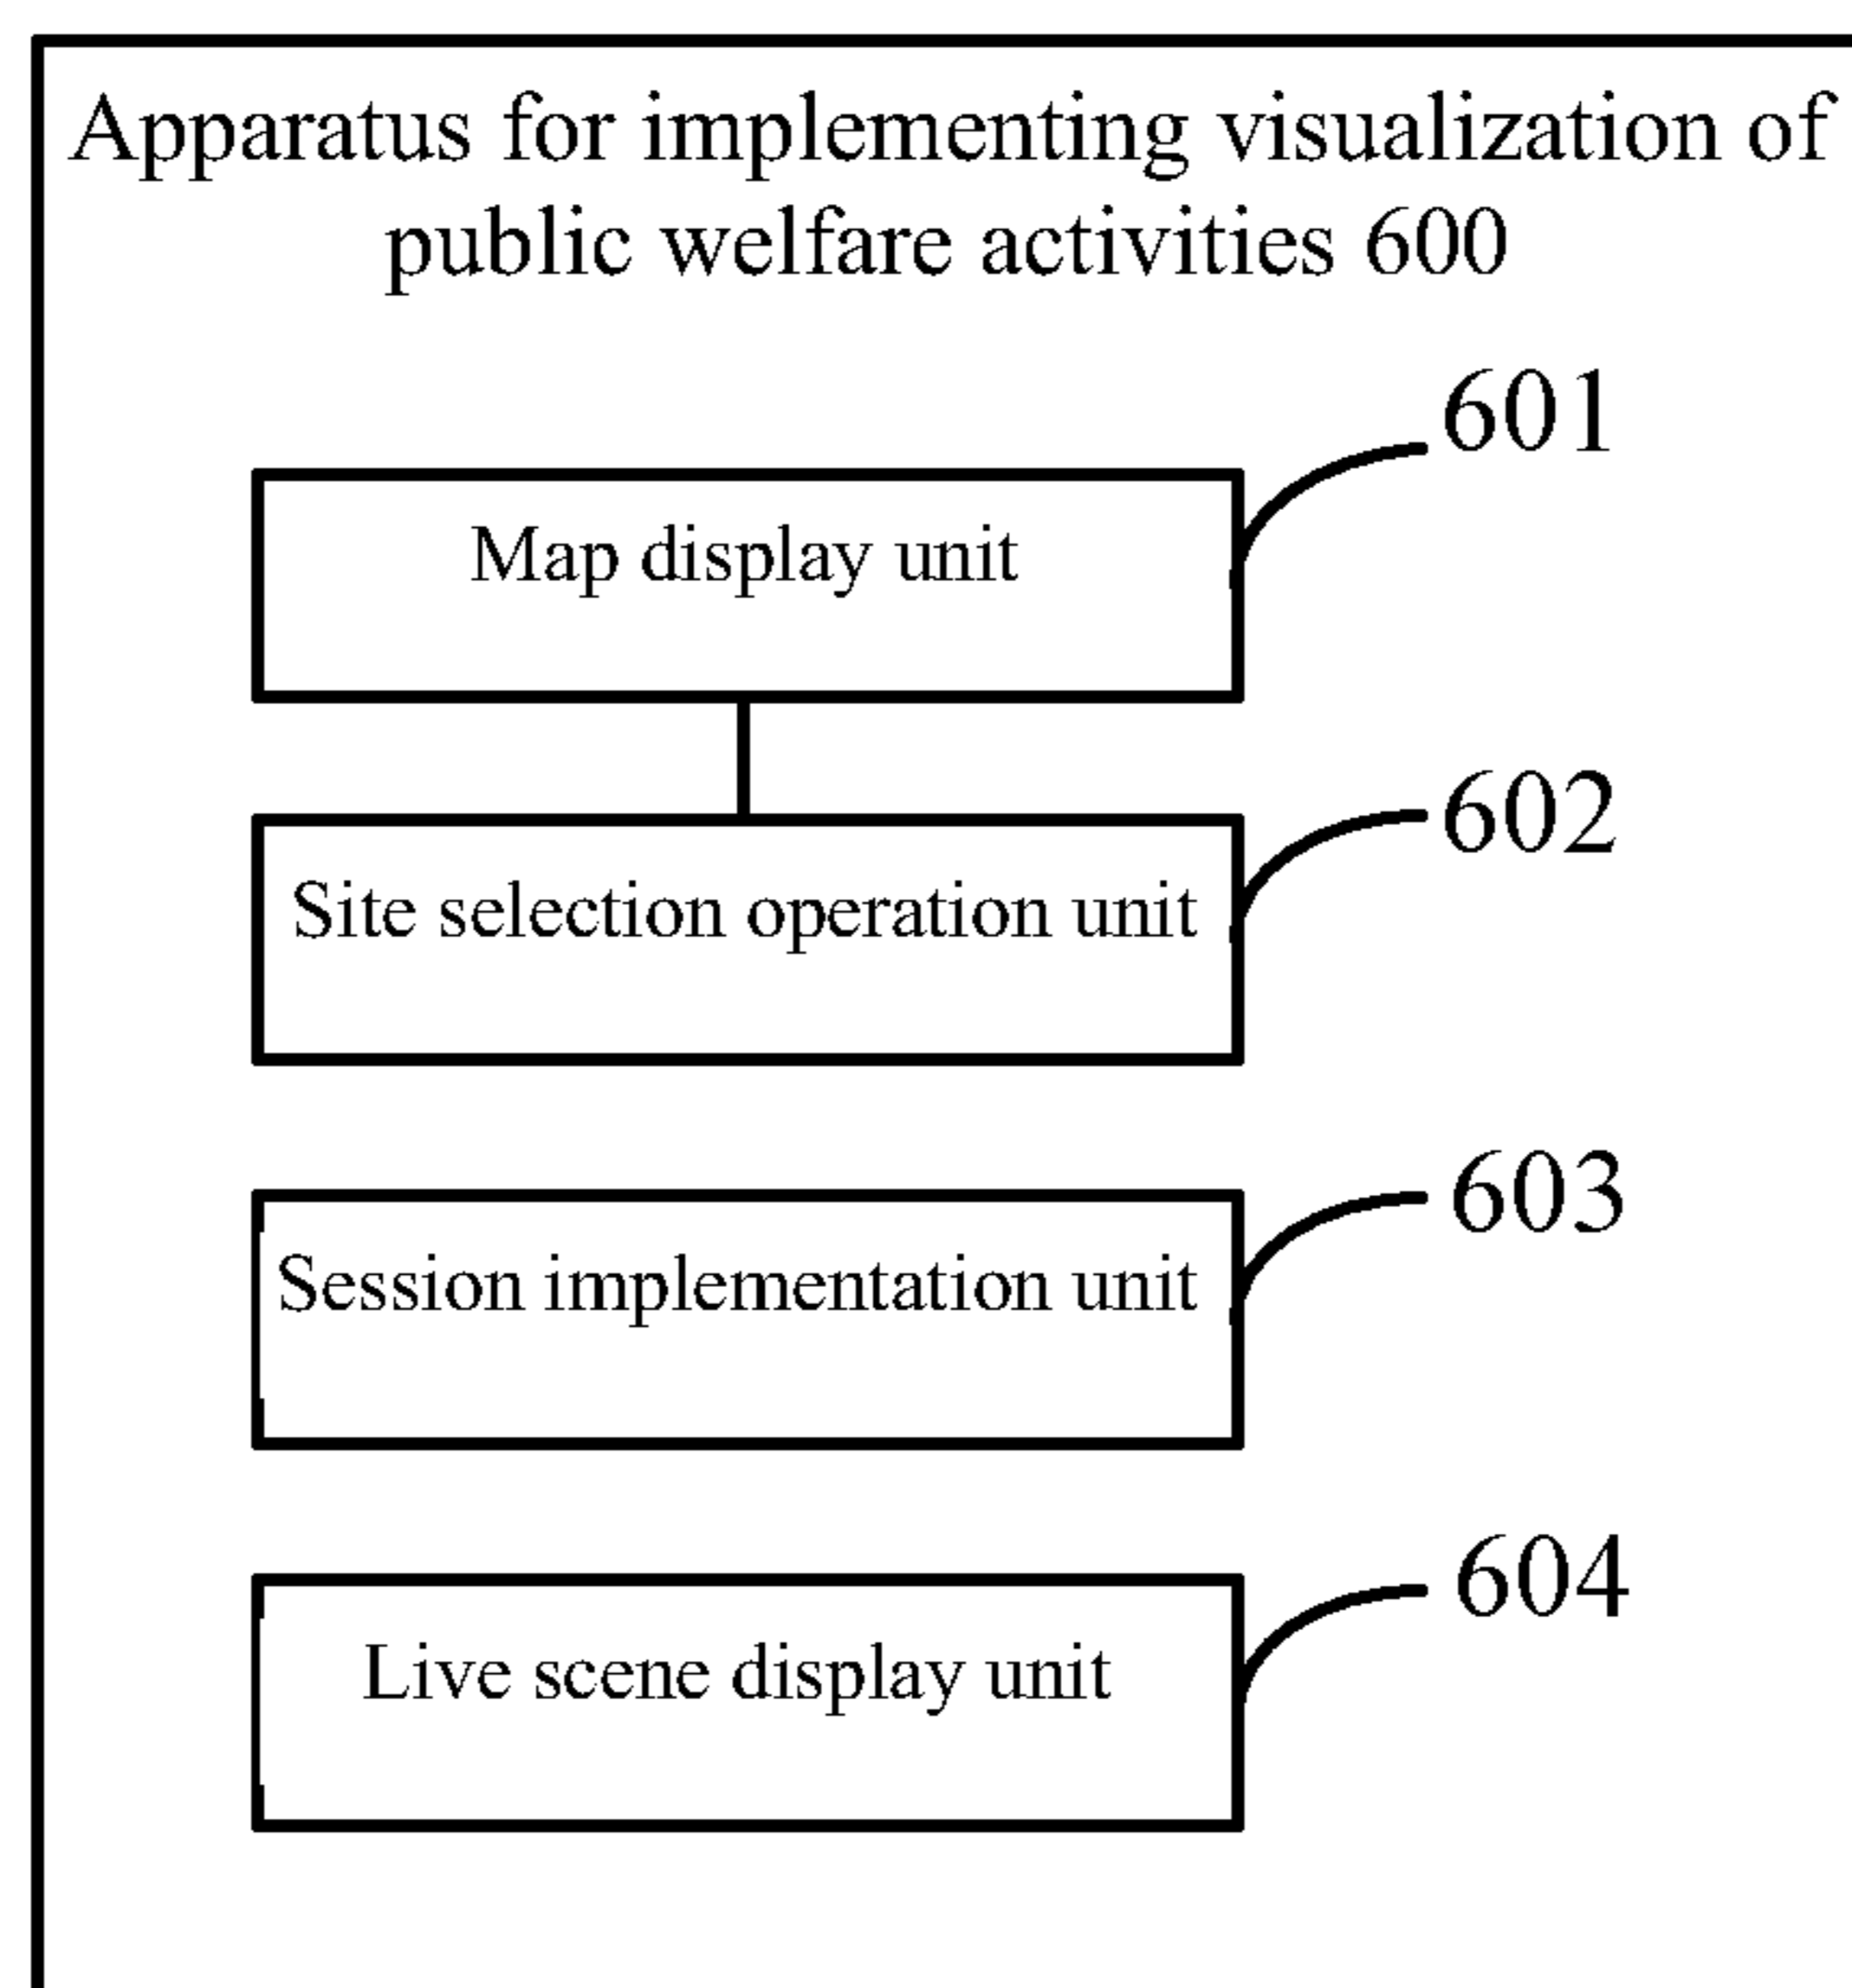 Apparatus for implementing visualization of
public welfare activities 600
601
Map display unit
602
Site selection operation unit
603
Session implementation unit
604
Live scene display unit